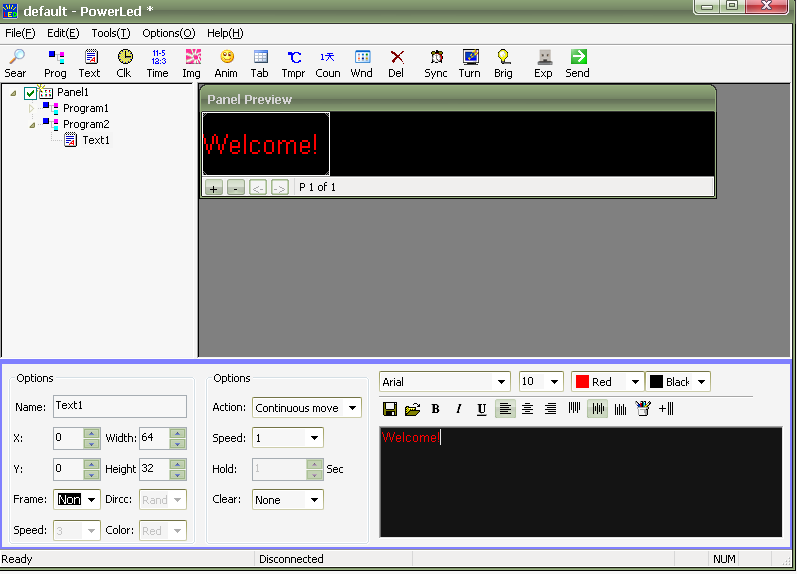 default - PowerLed *
File(F) Edit(E) Tools(T) Options(O) Help(H)
11-5
12:3
°C
1天
Sear Prog Text Clk Time Img Anim Tab Tmpr Coun Wnd Del Sync Turn Brig Exp Send
Panel1
Program1
Program2
Text1
Panel Preview
Welcome!
+ - <- -> P 1 of 1
Options
Name: Text1
X: 0 Width: 64
Y: 0 Height 32
Frame: Non Dircc: Rand
Speed: 3 Color: Red
Options
Action: Continuous move
Speed: 1
Hold: 1 Sec
Clear: None
Arial 10 Red Black
B I U
Welcome!
Ready Disconnected NUM